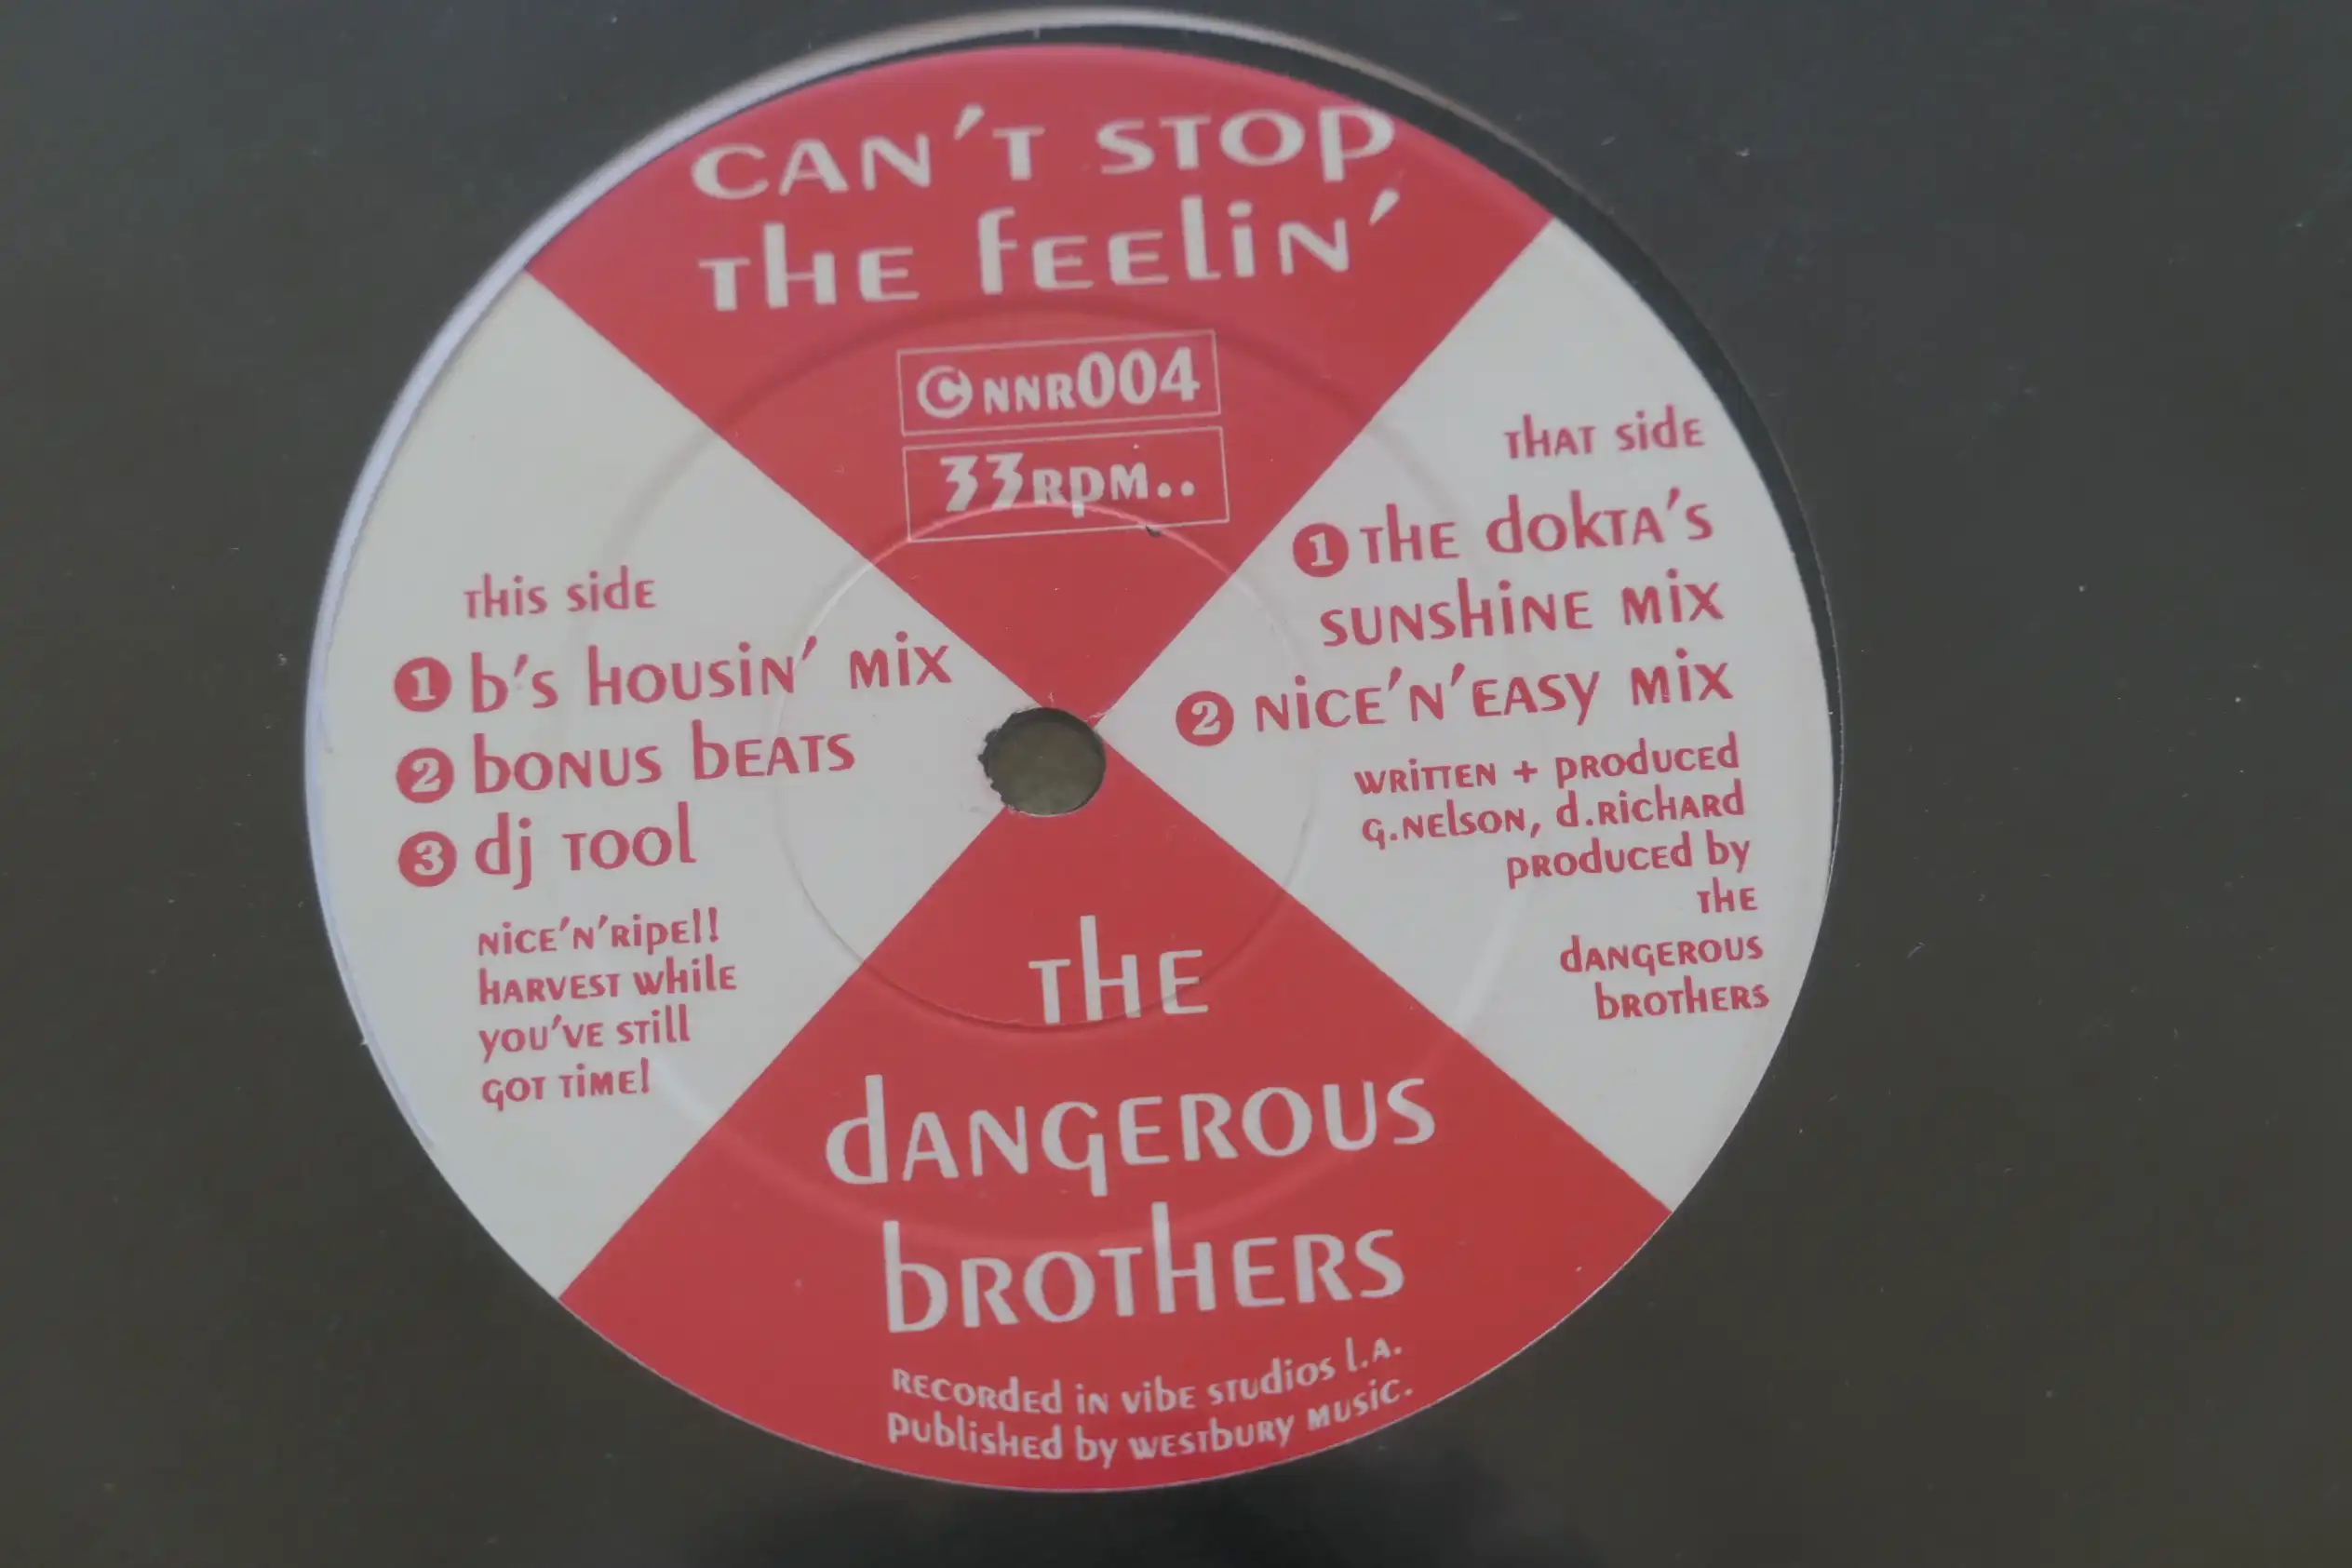 CAN'T STOP
THE FEELIN'
© NNR004
33RPM..
THIS SIDE
1 B'S HOUSIN' MIX
2 BONUS BEATS
3 DJ TOOL
NICE'N'RIPE!!
HARVEST WHILE
YOU'VE STILL
GOT TIME!
THAT SIDE
1 THE DOKTA'S
SUNSHINE MIX
2 NICE'N'EASY MIX
WRITTEN + PRODUCED
G.NELSON, D.RICHARD
PRODUCED BY
THE
DANGEROUS
BROTHERS
THE
DANGEROUS
BROTHERS
RECORDED IN VIBE STUDIOS L.A.
PUBLISHED BY WESTBURY MUSIC.